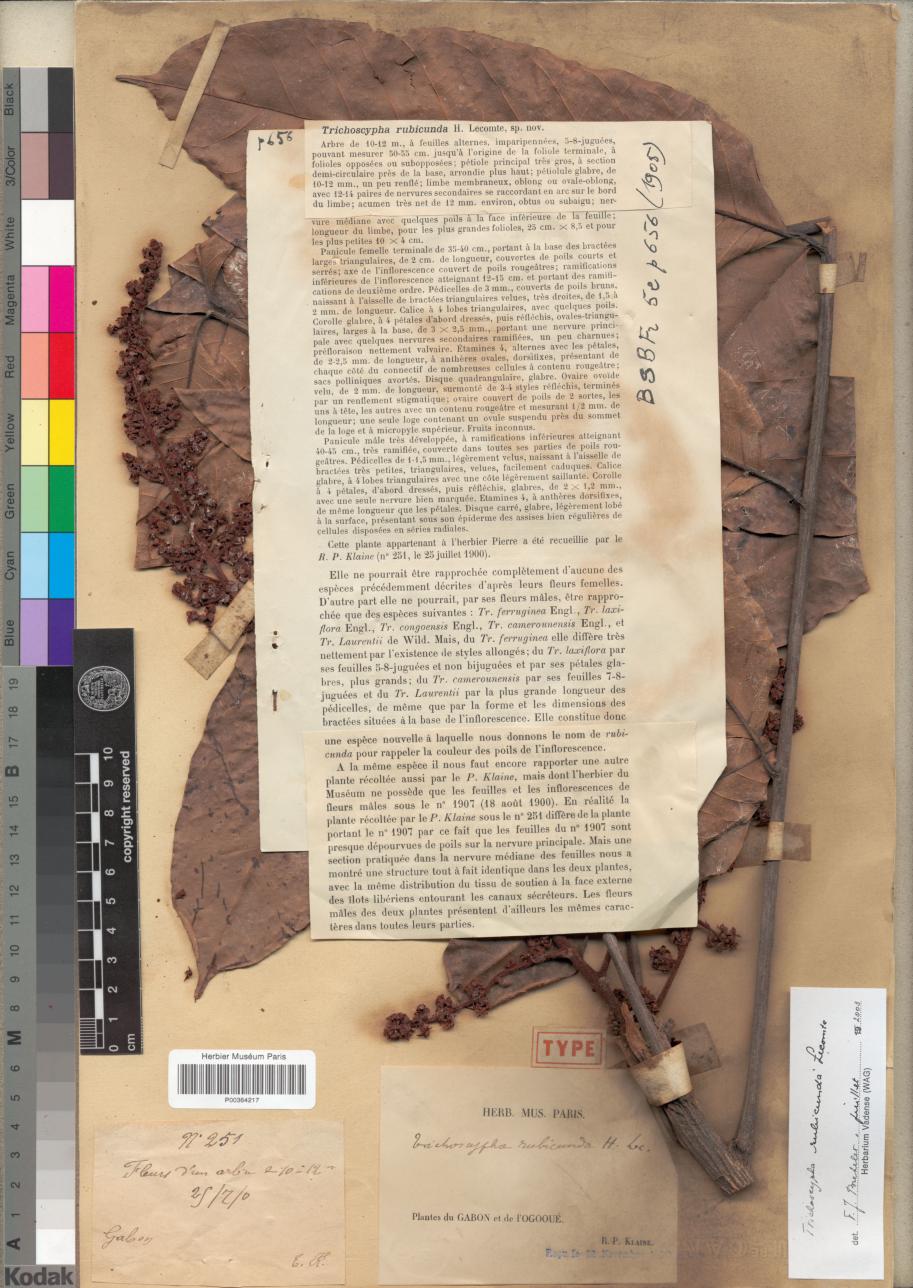 p656
Trichoscypha rubicunda H. Lecomte, sp. nov.
Arbre de 10-12 m., à feuilles alternes, imparipennées, 5-8-juguées,
pouvant mesurer 50-55 cm. jusqu'à l'origine de la foliole terminale, à
folioles opposées ou subopposées; pétiole principal très gros, à section
demi-circulaire près de la base, arrondie plus haut; pétiolule glabre, de
10-12 mm., un peu renflé; limbe membraneux, oblong ou ovale-oblong,
avec 12-14 paires de nervures secondaires se raccordant en arc sur le bord
du limbe; acumen très net de 12 mm. environ, obtus ou subaigu; ner-
vure médiane avec quelques poils à la face inférieure de la feuille;
longueur du limbe, pour les plus grandes folioles, 25 cm. × 8,5 et pour
les plus petites 10 × 4 cm.
Panicule femelle terminale de 35-40 cm., portant à la base des bractées
larges triangulaires, de 2 cm. de longueur, couvertes de poils courts et
serrés; axe de l'inflorescence couvert de poils rougeâtres; ramifications
inférieures de l'inflorescence atteignant 12-15 cm. et portant des ramifi-
cations de deuxième ordre. Pédicelles de 3 mm., couverts de poils bruns,
naissant à l'aisselle de bractées triangulaires velues, très droites, de 1,5 à
2 mm. de longueur. Calice à 4 lobes triangulaires, avec quelques poils.
Corolle glabre, à 4 pétales d'abord dressés, puis réfléchis, ovales-triangu-
laires, larges à la base, de 3 × 2,5 mm., portant une nervure princi-
pale avec quelques nervures secondaires ramifiées, un peu charnues;
préfloraison nettement valvaire. Etamines 4, alternes avec les pétales,
de 2-2,5 mm. de longueur, à anthères ovales, dorsifixes, présentant de
chaque côté du connectif de nombreuses cellules à contenu rougeâtre;
sacs polliniques avortés. Disque quadrangulaire, glabre. Ovaire ovoïde
velu, de 2 mm. de longueur, surmonté de 3-4 styles réfléchis, terminés
par un renflement stigmatique; ovaire couvert de poils de 2 sortes, les
uns à tête, les autres avec un contenu rougeâtre et mesurant 1/2 mm. de
longueur; une seule loge contenant un ovule suspendu près du sommet
de la loge et à micropyle supérieur. Fruits inconnus.
Panicule mâle très développée, à ramifications inférieures atteignant
40-45 cm., très ramifiée, couverte dans toutes ses parties de poils rou-
geâtres. Pédicelles de 1-1,5 mm., légèrement velus, naissant à l'aisselle de
bractées très petites, triangulaires, velues, facilement caduques. Calice
glabre, à 4 lobes triangulaires avec une côte légèrement saillante. Corolle
à 4 pétales, d'abord dressés, puis réfléchis, glabres, de 2 × 1,2 mm.,
avec une seule nervure bien marquée. Etamines 4, à anthères dorsifixes,
de même longueur que les pétales. Disque carré, glabre, légèrement lobé
à la surface, présentant sous son épiderme des assises bien régulières de
cellules disposées en séries radiales.
Cette plante appartenant à l'herbier Pierre a été recueillie par le
R. P. Klaine (n° 251, le 25 juillet 1900).
Elle ne pourrait être rapprochée complètement d'aucune des
espèces précédemment décrites d'après leurs fleurs femelles.
D'autre part elle ne pourrait, par ses fleurs mâles, être rappro-
chée que des espèces suivantes : Tr. ferruginea Engl., Tr. laxi-
flora Engl., Tr. congoensis Engl., Tr. camerounensis Engl., et
Tr. Laurentii de Wild. Mais, du Tr. ferruginea elle diffère très
nettement par l'existence de styles allongés; du Tr. laxiflora par
ses feuilles 5-8-juguées et non bijuguées et par ses pétales gla-
bres, plus grands; du Tr. camerounensis par ses feuilles 7-8-
juguées et du Tr. Laurentii par la plus grande longueur des
pédicelles, de même que par la forme et les dimensions des
bractées situées à la base de l'inflorescence. Elle constitue donc
une espèce nouvelle à laquelle nous donnons le nom de rubi-
cunda pour rappeler la couleur des poils de l'inflorescence.
A la même espèce il nous faut encore rapporter une autre
plante récoltée aussi par le P. Klaine, mais dont l'herbier du
Muséum ne possède que les feuilles et les inflorescences de
fleurs mâles sous le n° 1907 (18 août 1900). En réalité la
plante récoltée par le P. Klaine sous le n° 251 diffère de la plante
portant le n° 1907 par ce fait que les feuilles du n° 1907 sont
presque dépourvues de poils sur la nervure principale. Mais une
section pratiquée dans la nervure médiane des feuilles nous a
montré une structure tout à fait identique dans les deux plantes,
avec la même distribution du tissu de soutien à la face externe
des îlots libériens entourant les canaux sécréteurs. Les fleurs
mâles des deux plantes présentent d'ailleurs les mêmes carac-
tères dans toutes leurs parties.
BSBF. 52 p 656 (1905)
Black
3/Color
White
Magenta
Red
Yellow
Green
Cyan
Blue
A 1 2 3 4 5 6 M 8 9 10 11 12 13 14 15 B 17 18 19
Kodak
0 1 2 3 4 5 6 7 8 9 10
cm
copyright reserved
Herbier Muséum Paris
P00364217
TYPE
N° 251
Fleurs d'un arbre
25/7/0
Gabon
HERB. MUS. PARIS.
Trichoscypha rubicunda H. Lec.
Plantes du GABON et de l'OGOOUÉ.
R. P. KLAINE.
Trichoscypha rubicunda Lecomte
det. F.J. Breteler 2003
Herbarium Vadense (WAG)